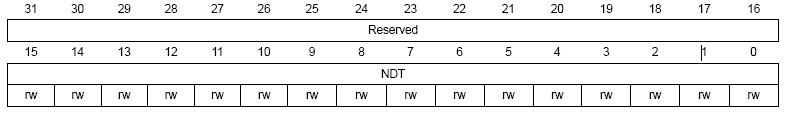 31 30 29 28 27 26 25 24 23 22 21 20 19 18 17 16
Reserved
15 14 13 12 11 10 9 8 7 6 5 4 3 2 1 0
NDT
rw rw rw rw rw rw rw rw rw rw rw rw rw rw rw rw